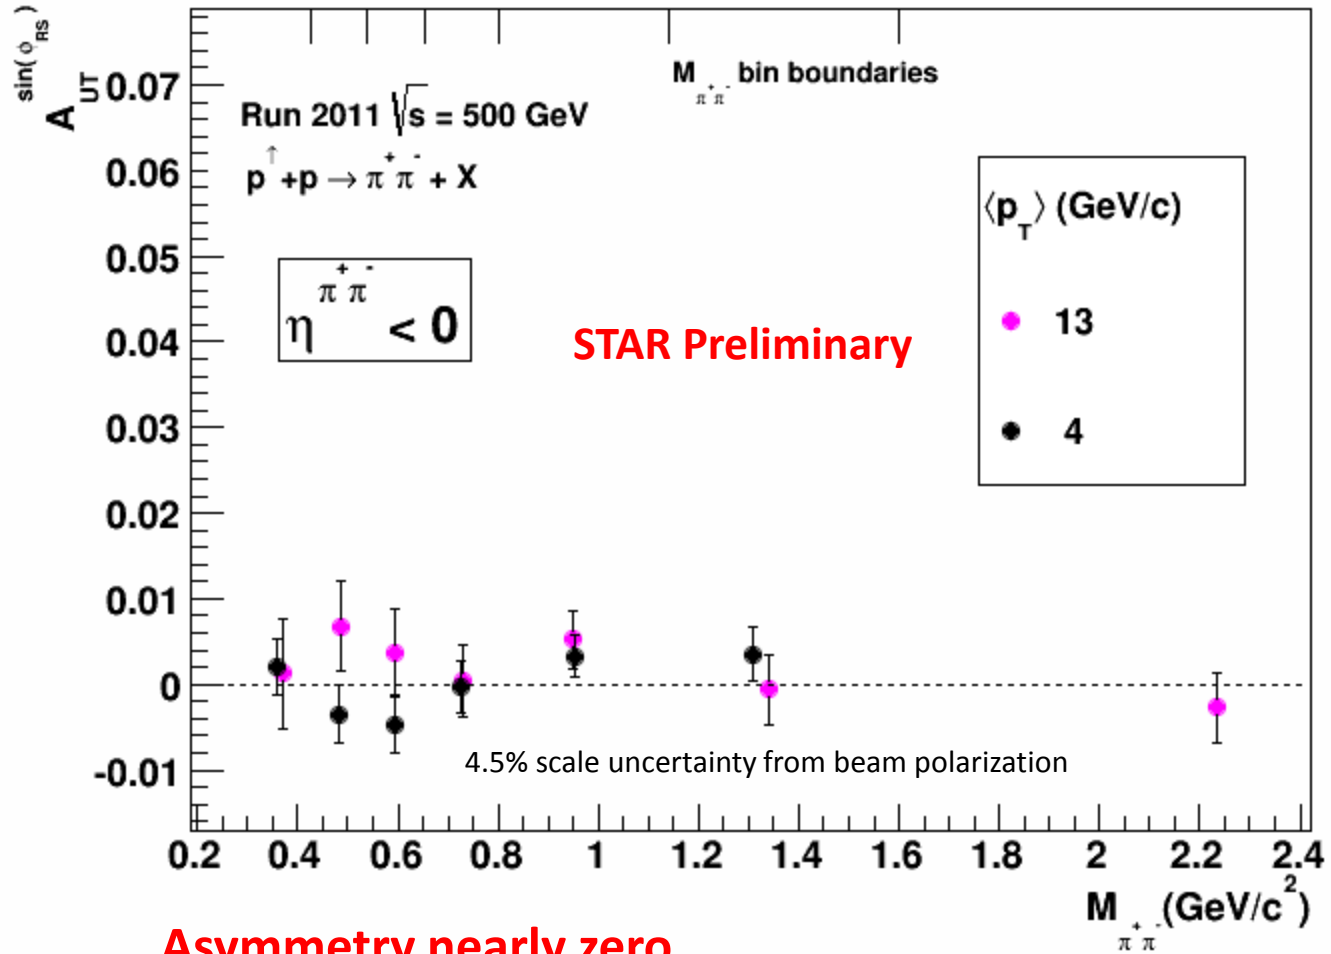 A_UT^sin(ϕ_RS)
0.07
0.06
0.05
0.04
0.03
0.02
0.01
0
-0.01
M_π⁺π⁻ bin boundaries
Run 2011 √s = 500 GeV
p↑+p → π⁺π⁻ + X
η^π⁺π⁻ < 0
STAR Preliminary
⟨p_T⟩ (GeV/c)
13
4
4.5% scale uncertainty from beam polarization
0.2 0.4 0.6 0.8 1 1.2 1.4 1.6 1.8 2 2.2 2.4
M_π⁺π⁻ (GeV/c²)
Asymmetry nearly zero